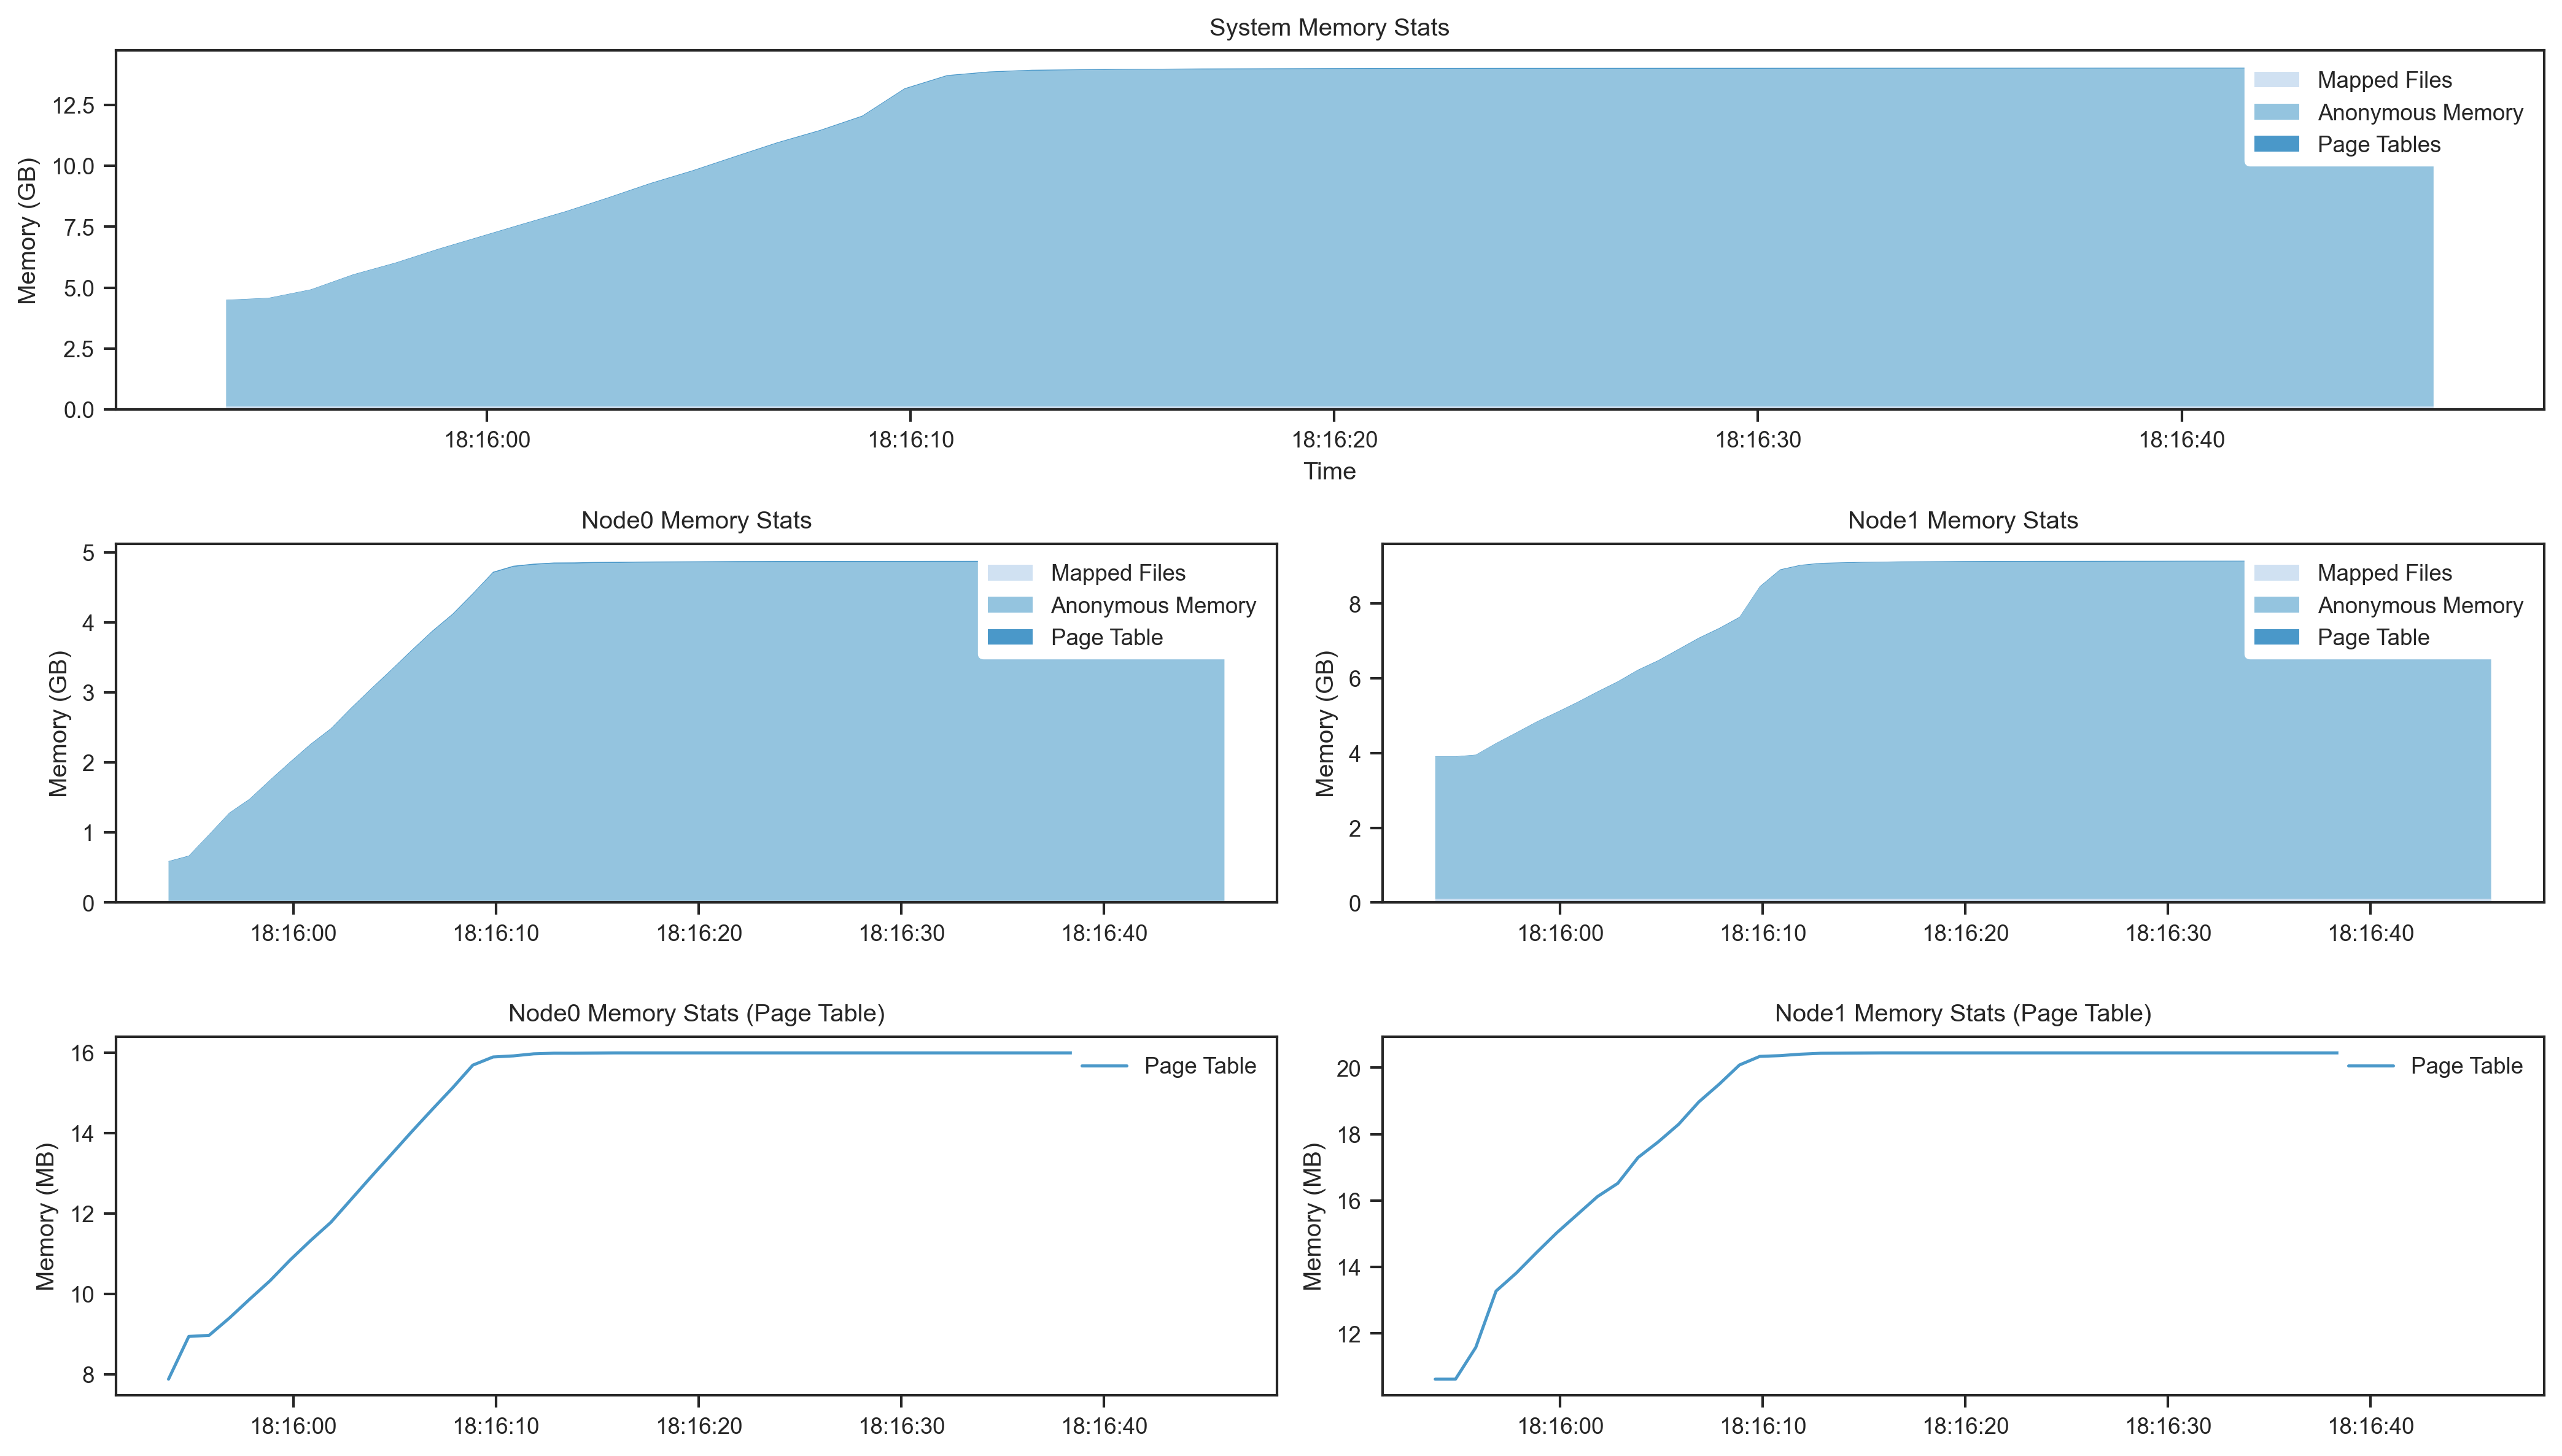 System Memory Stats
Memory (GB)
12.5
10.0
7.5
5.0
2.5
0.0
Mapped Files
Anonymous Memory
Page Tables
18:16:00 18:16:10 18:16:20 18:16:30 18:16:40
Time
Node0 Memory Stats
Memory (GB)
5
4
3
2
1
0
Mapped Files
Anonymous Memory
Page Table
18:16:00 18:16:10 18:16:20 18:16:30 18:16:40
Node1 Memory Stats
Memory (GB)
8
6
4
2
0
Mapped Files
Anonymous Memory
Page Table
18:16:00 18:16:10 18:16:20 18:16:30 18:16:40
Node0 Memory Stats (Page Table)
Memory (MB)
16
14
12
10
8
Page Table
18:16:00 18:16:10 18:16:20 18:16:30 18:16:40
Node1 Memory Stats (Page Table)
Memory (MB)
20
18
16
14
12
Page Table
18:16:00 18:16:10 18:16:20 18:16:30 18:16:40